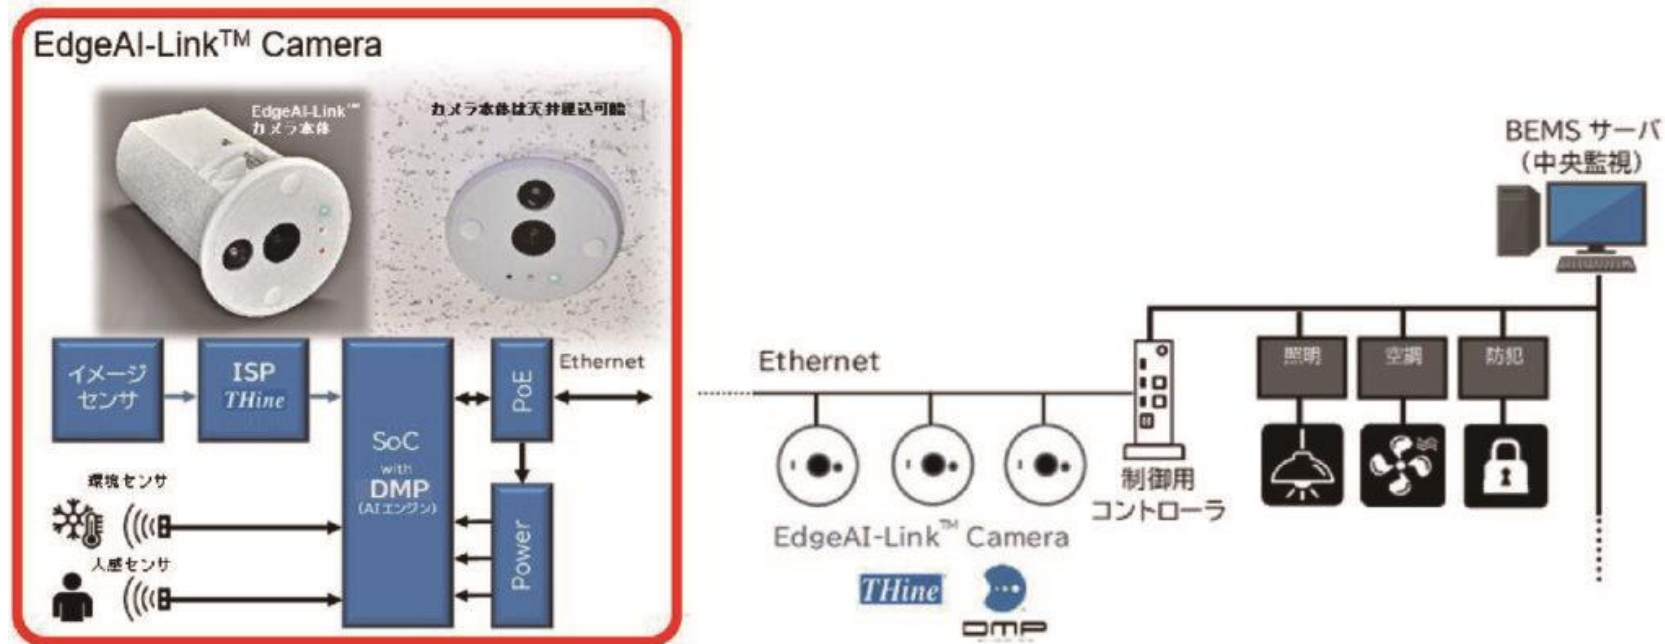 EdgeAI-Link™ Camera
EdgeAI-Link™
カメラ本体
カメラ本体は天井埋込可能
イメージ
センサ
ISP
THine
SoC
with
DMP
(AIエンジン)
PoE
Ethernet
Power
環境センサ
人感センサ
Ethernet
EdgeAI-Link™ Camera
THine
DMP
制御用
コントローラ
BEMS サーバ
(中央監視)
照明
空調
防犯